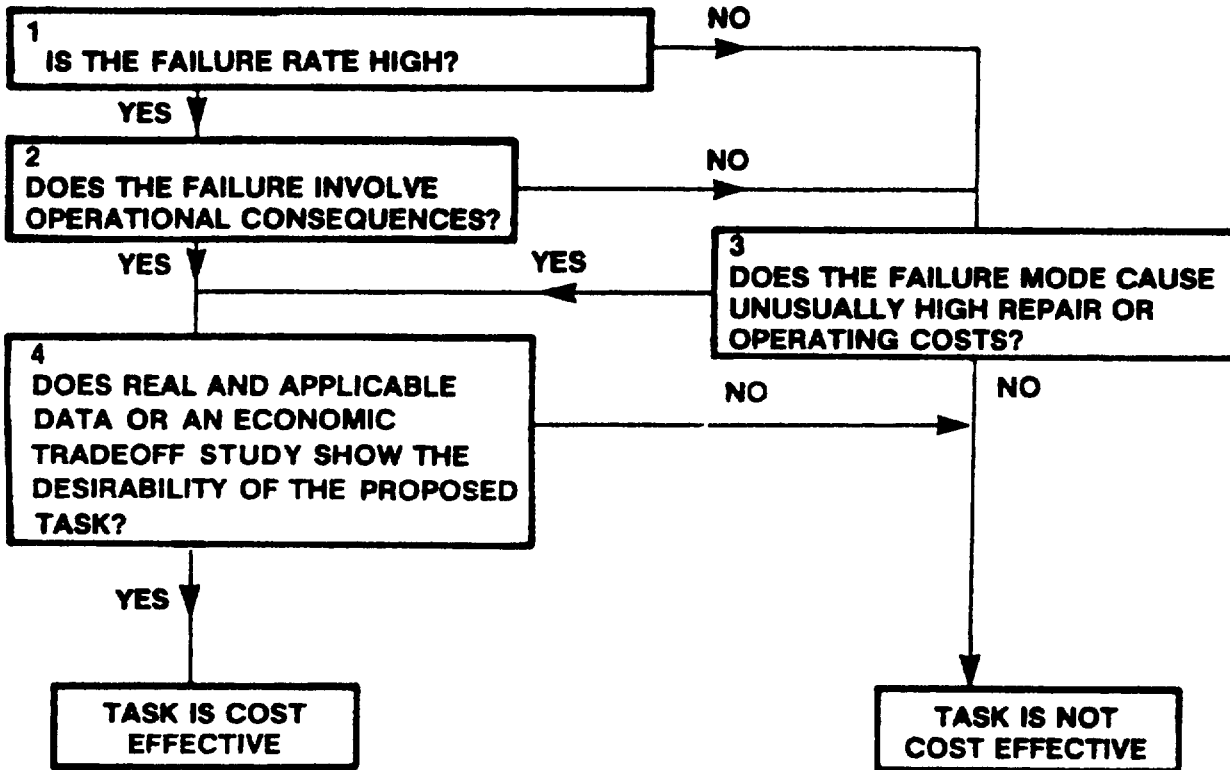 1
IS THE FAILURE RATE HIGH?
NO
YES
2
DOES THE FAILURE INVOLVE
OPERATIONAL CONSEQUENCES?
NO
YES
YES
3
DOES THE FAILURE MODE CAUSE
UNUSUALLY HIGH REPAIR OR
OPERATING COSTS?
4
DOES REAL AND APPLICABLE
DATA OR AN ECONOMIC
TRADEOFF STUDY SHOW THE
DESIRABILITY OF THE PROPOSED
TASK?
NO
NO
YES
TASK IS COST
EFFECTIVE
TASK IS NOT
COST EFFECTIVE